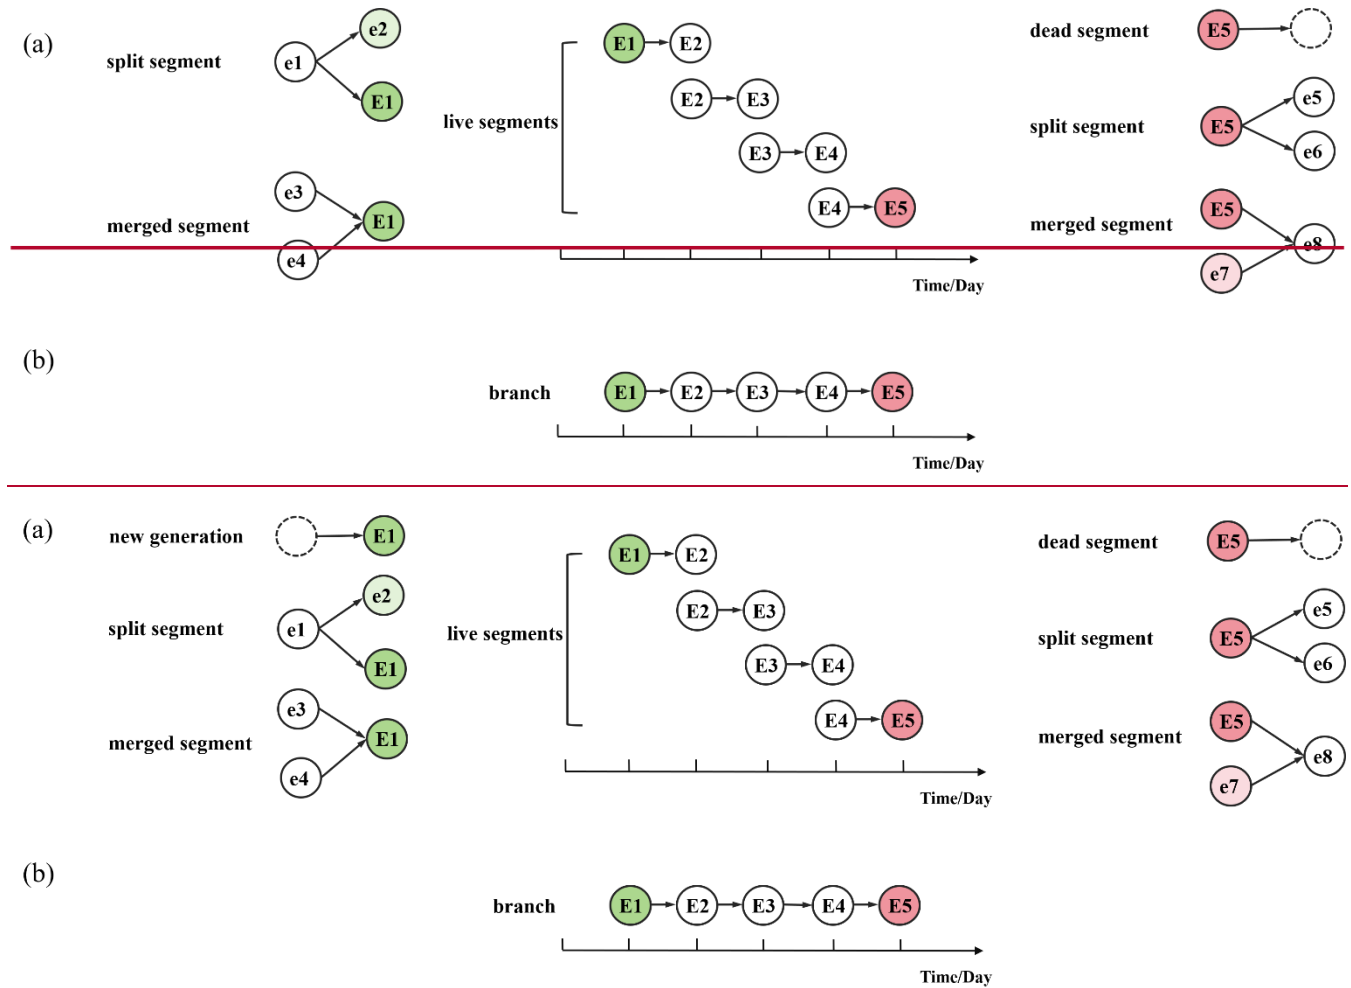 (a)
split segment
e1
e2
E1
merged segment
e3
e4
E1
live segments
E1 E2
E2 E3
E3 E4
E4 E5
Time/Day
dead segment
E5
split segment
E5
e5
e6
merged segment
E5
e7
e8
(b)
branch
E1 E2 E3 E4 E5
Time/Day
(a)
new generation
E1
split segment
e1
e2
E1
merged segment
e3
e4
E1
live segments
E1 E2
E2 E3
E3 E4
E4 E5
Time/Day
dead segment
E5
split segment
E5
e5
e6
merged segment
E5
e7
e8
(b)
branch
E1 E2 E3 E4 E5
Time/Day